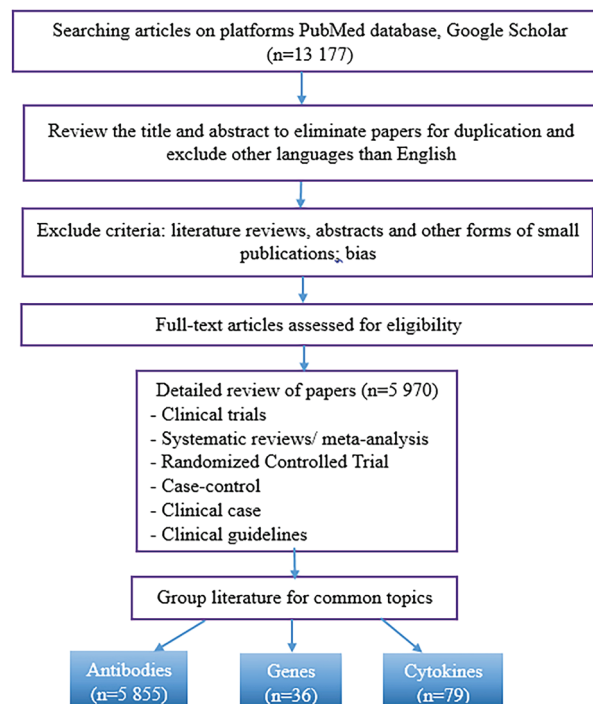 Searching articles on platforms PubMed database, Google Scholar
(n=13 177)
Review the title and abstract to eliminate papers for duplication and
exclude other languages than English
Exclude criteria: literature reviews, abstracts and other forms of small
publications; bias
Full-text articles assessed for eligibility
Detailed review of papers (n=5 970)
- Clinical trials
- Systematic reviews/ meta-analysis
- Randomized Controlled Trial
- Case-control
- Clinical case
- Clinical guidelines
Group literature for common topics
Antibodies
(n=5 855)
Genes
(n=36)
Cytokines
(n=79)